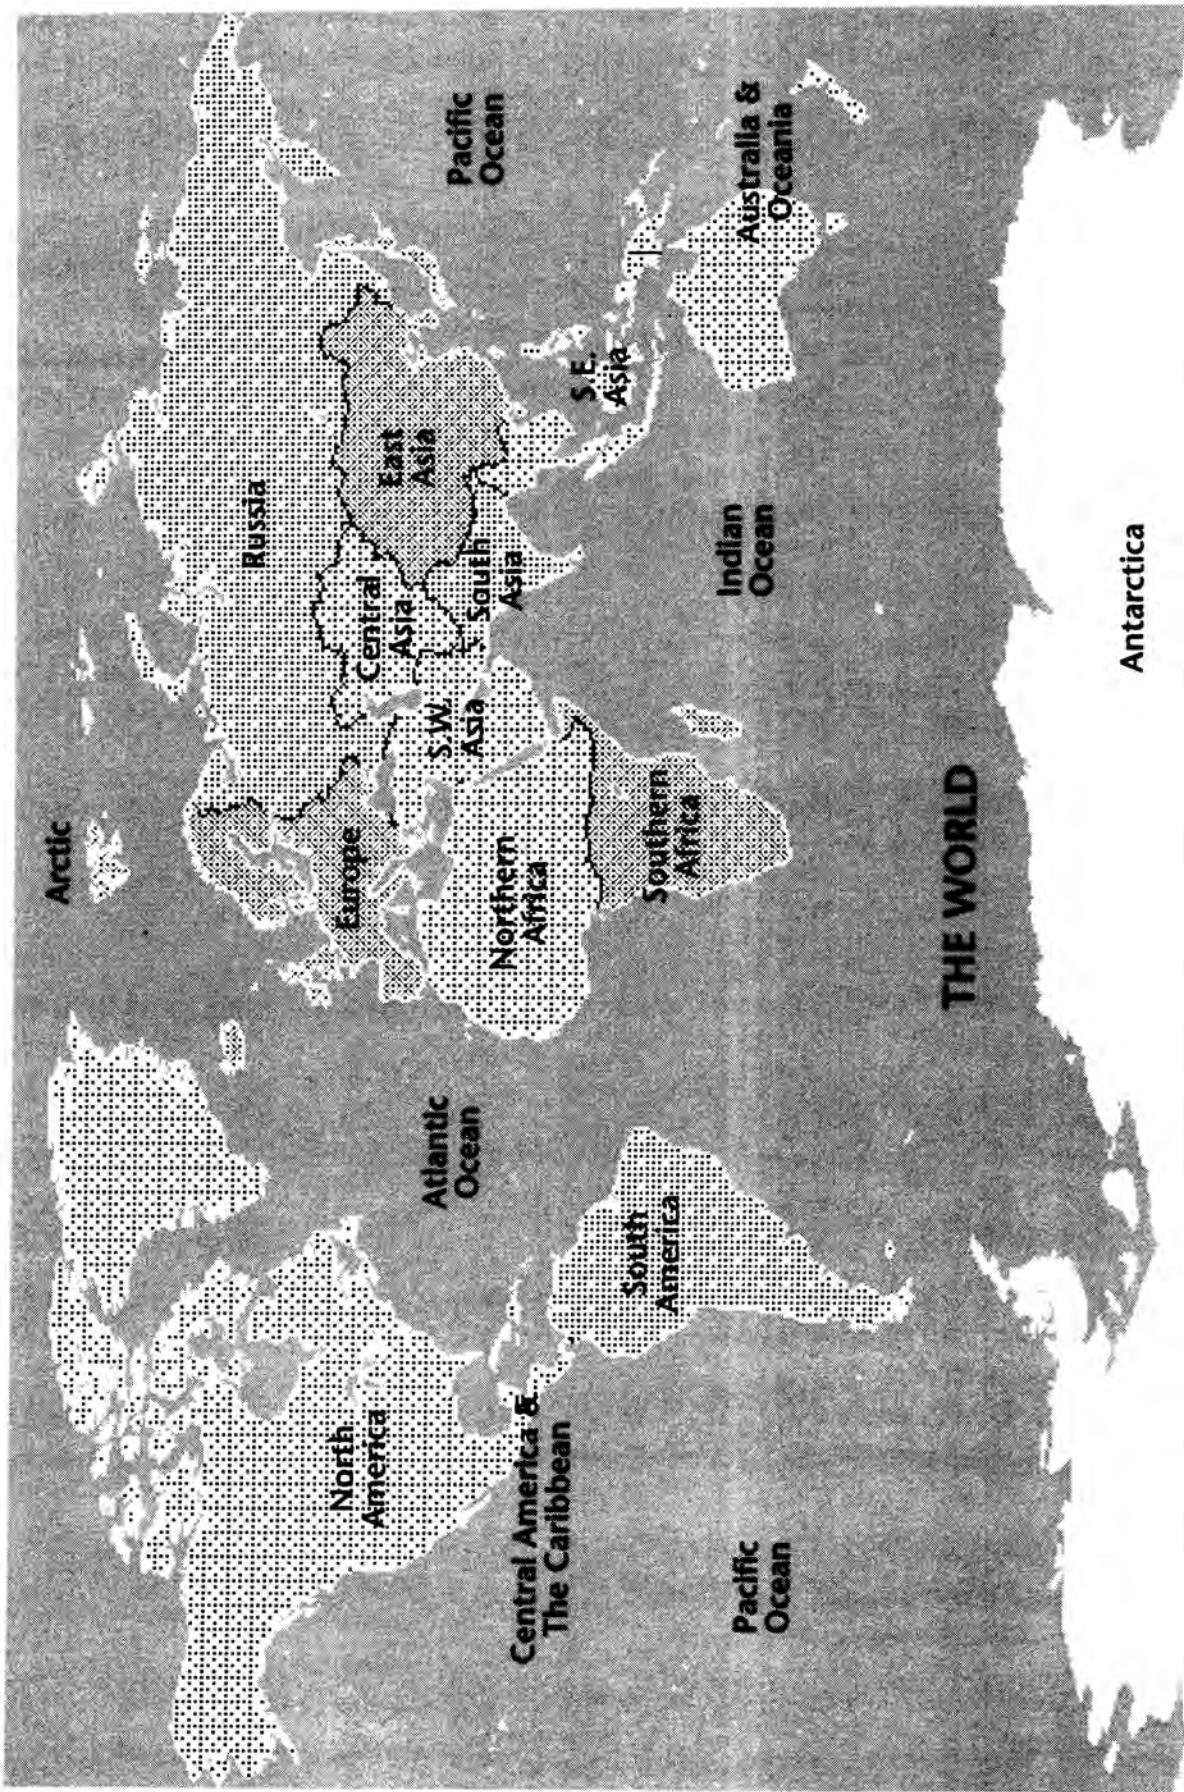 Arctic
Russia
Europe
North
America
Central
Asia
East
Asia
Pacific
Ocean
Atlantic
Ocean
S.W.
Asia
South
Asia
Northern
Africa
Central America &
The Caribbean
S.E.
Asia
South
America
Southern
Africa
Pacific
Ocean
Indian
Ocean
Australia &
Oceania
THE WORLD
Antarctica